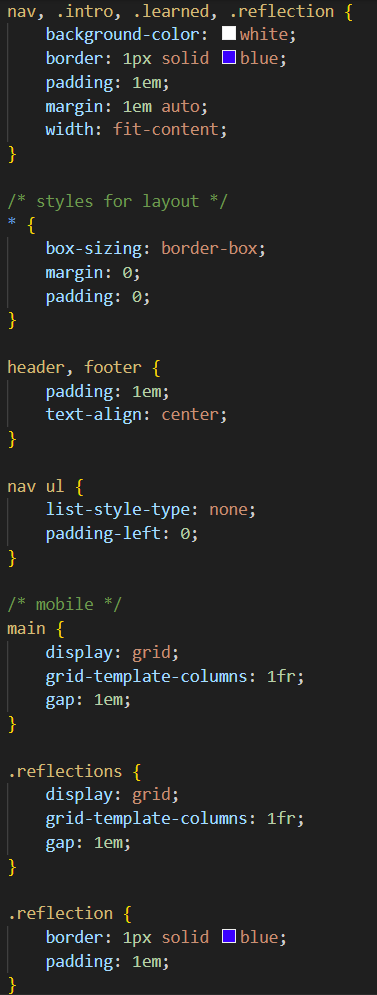 nav, .intro, .learned, .reflection {
    background-color: white;
    border: 1px solid blue;
    padding: 1em;
    margin: 1em auto;
    width: fit-content;
}

/* styles for layout */
* {
    box-sizing: border-box;
    margin: 0;
    padding: 0;
}

header, footer {
    padding: 1em;
    text-align: center;
}

nav ul {
    list-style-type: none;
    padding-left: 0;
}

/* mobile */
main {
    display: grid;
    grid-template-columns: 1fr;
    gap: 1em;
}

.reflections {
    display: grid;
    grid-template-columns: 1fr;
    gap: 1em;
}

.reflection {
    border: 1px solid blue;
    padding: 1em;
}